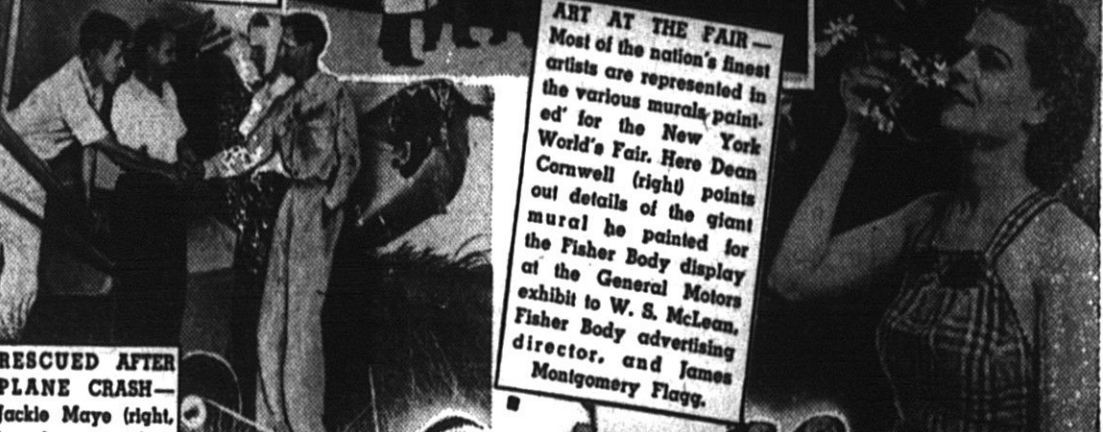 ART AT THE FAIR—
Most of the nation's finest
artists are represented in
the various murals paint-
ed' for the New York
World's Fair. Here Dean
Cornwell (right) points
out details of the giant
mural he painted for
the Fisher Body display
at the General Motors
exhibit to W. S. McLean,
Fisher Body advertising
director, and James
Montgomery Flagg.
RESCUED AFTER
PLANE CRASH—
Jackie Maye (right,